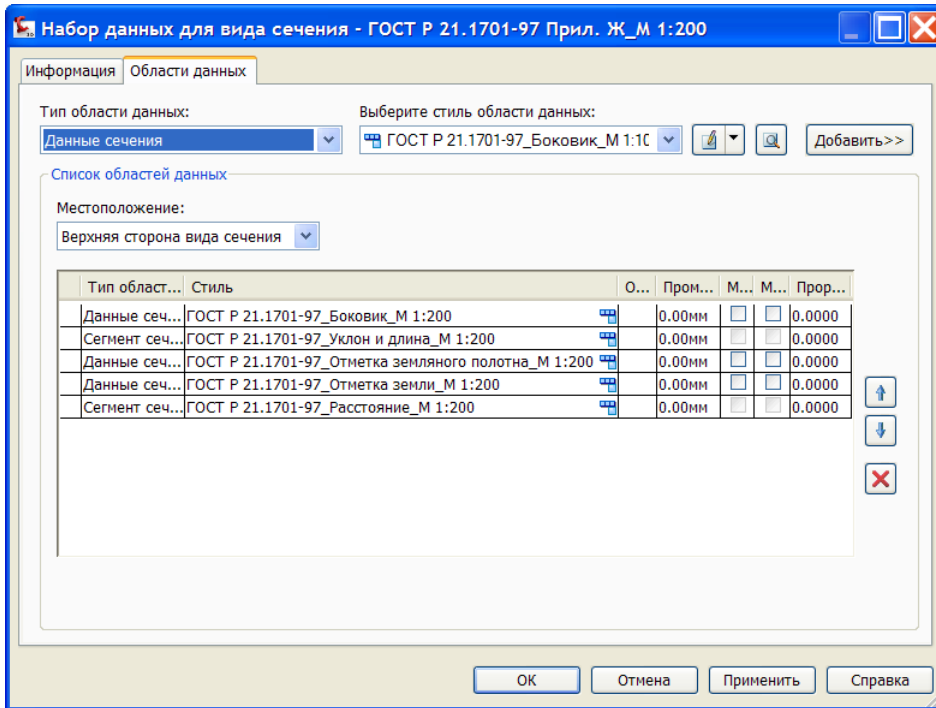 Набор данных для вида сечения - ГОСТ Р 21.1701-97 Прил. Ж_М 1:200
Информация Области данных
Тип области данных: Выберите стиль области данных:
Данные сечения ГОСТ Р 21.1701-97_Боковик_М 1:10 Добавить>>
Список областей данных
Местоположение:
Верхняя сторона вида сечения
Тип област... Стиль О... Пром... М... М... Прор...
Данные сеч... ГОСТ Р 21.1701-97_Боковик_М 1:200 0.00мм 0.0000
Сегмент сеч... ГОСТ Р 21.1701-97_Уклон и длина_М 1:200 0.00мм 0.0000
Данные сеч... ГОСТ Р 21.1701-97_Отметка земляного полотна_М 1:200 0.00мм 0.0000
Данные сеч... ГОСТ Р 21.1701-97_Отметка земли_М 1:200 0.00мм 0.0000
Сегмент сеч... ГОСТ Р 21.1701-97_Расстояние_М 1:200 0.00мм 0.0000
ОК Отмена Применить Справка